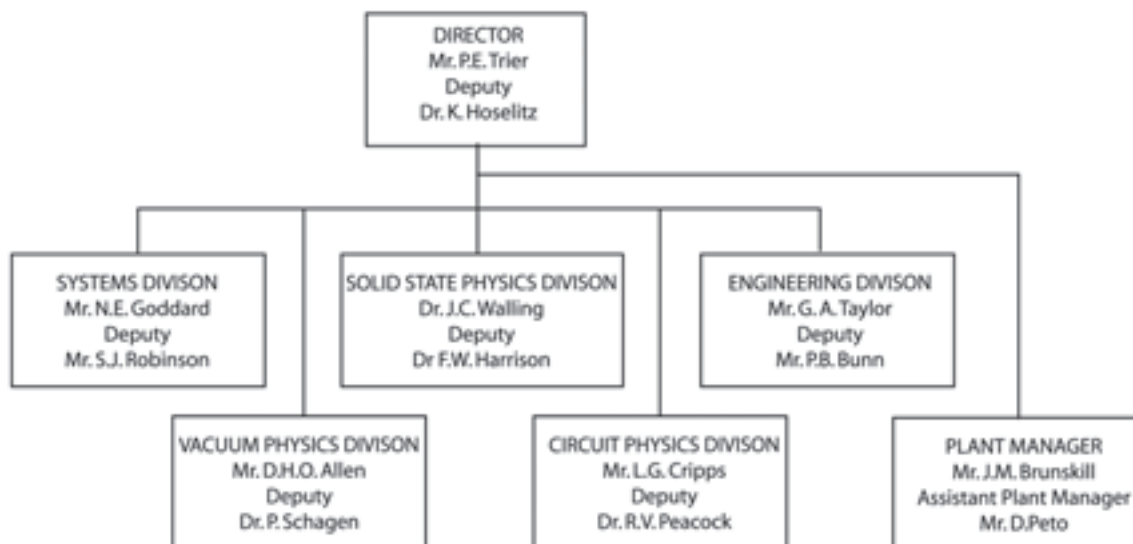 DIRECTOR
Mr. P.E. Trier
Deputy
Dr. K. Hoselitz
SYSTEMS DIVISON
Mr. N.E. Goddard
Deputy
Mr. S.J. Robinson
SOLID STATE PHYSICS DIVISON
Dr. J.C. Walling
Deputy
Dr F.W. Harrison
ENGINEERING DIVISON
Mr. G. A. Taylor
Deputy
Mr. P.B. Bunn
VACUUM PHYSICS DIVISON
Mr. D.H.O. Allen
Deputy
Dr. P. Schagen
CIRCUIT PHYSICS DIVISON
Mr. L.G. Cripps
Deputy
Dr. R.V. Peacock
PLANT MANAGER
Mr. J.M. Brunskill
Assistant Plant Manager
Mr. D.Peto